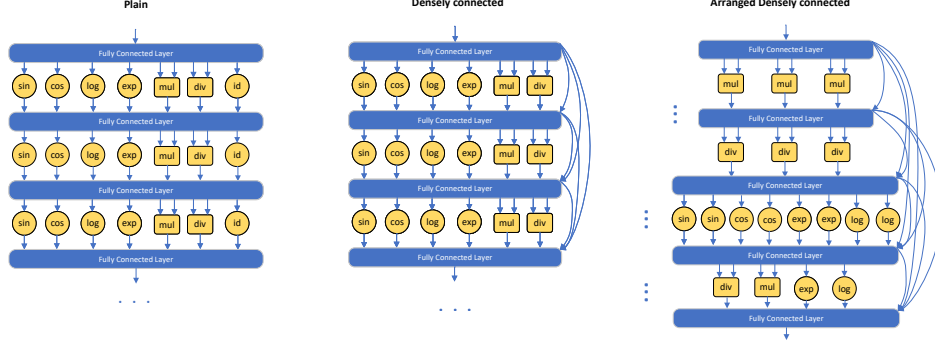 Plain
Fully Connected Layer
sin cos log exp mul div id
Fully Connected Layer
sin cos log exp mul div id
Fully Connected Layer
sin cos log exp mul div id
Fully Connected Layer
. . .
Densely connected
Fully Connected Layer
sin cos log exp mul div
Fully Connected Layer
sin cos log exp mul div
Fully Connected Layer
sin cos log exp mul div
Fully Connected Layer
. . .
Arranged Densely connected
Fully Connected Layer
mul mul mul
Fully Connected Layer
div div div
Fully Connected Layer
sin sin cos cos exp exp log log
Fully Connected Layer
div mul exp log
Fully Connected Layer